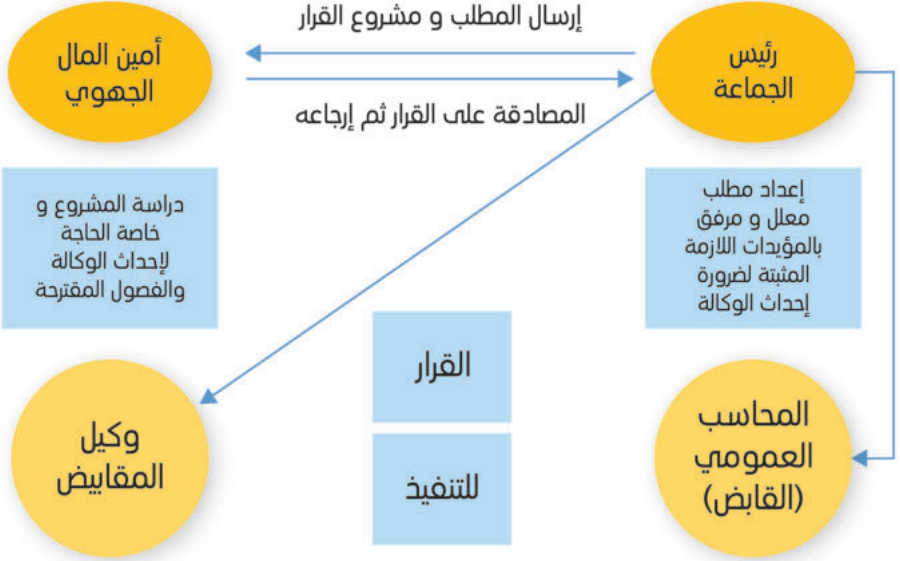 إرسال المطلب و مشروع القرار
رئيس
الجماعة
أمين المال
الجهوي
المصادقة على القرار ثم إرجاعه
إعداد مطلب
معلل و مرفق
بالمؤيدات اللازمة
المثبتة لضرورة
إحداث الوكالة
دراسة المشروع و
خاصة الحاجة
لإحداث الوكالة
والفصول المقترحة
القرار
للتنفيذ
المحاسب
العمومي
(القابض)
وكيل
المقابيض